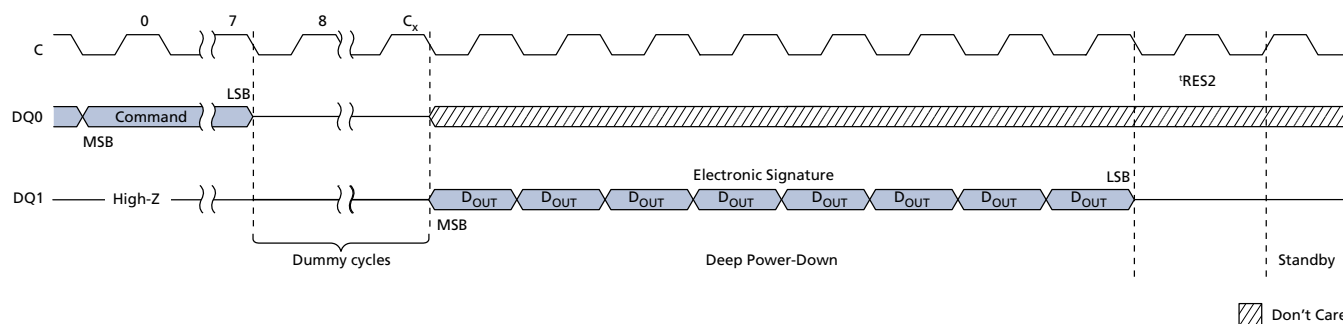 0 7 8 Cx
C
tRES2
LSB
DQ0 Command
MSB
Electronic Signature LSB
DQ1 High-Z DOUT DOUT DOUT DOUT DOUT DOUT DOUT DOUT
MSB
Dummy cycles Deep Power-Down Standby
Don't Care